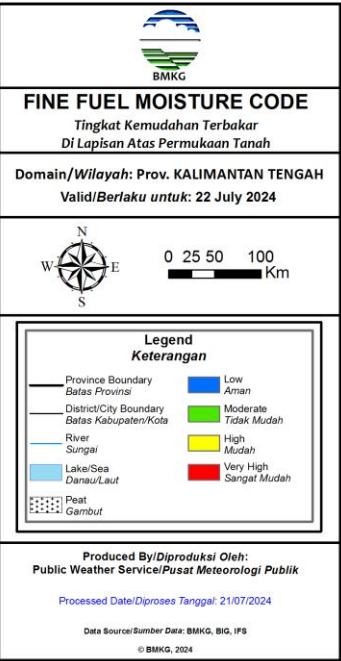 BMKG
FINE FUEL MOISTURE CODE
Tingkat Kemudahan Terbakar
Di Lapisan Atas Permukaan Tanah
Domain/Wilayah: Prov. KALIMANTAN TENGAH
Valid/Berlaku untuk: 22 July 2024
N
W E
S
0 25 50 100
Km
Legend
Keterangan
Province Boundary
Batas Provinsi
District/City Boundary
Batas Kabupaten/Kota
River
Sungai
Lake/Sea
Danau/Laut
Peat
Gambut
Low
Aman
Moderate
Tidak Mudah
High
Mudah
Very High
Sangat Mudah
Produced By/Diproduksi Oleh:
Public Weather Service/Pusat Meteorologi Publik
Processed Date/Diproses Tanggal: 21/07/2024
Data Source/Sumber Data: BMKG, BIG, IFS
© BMKG, 2024